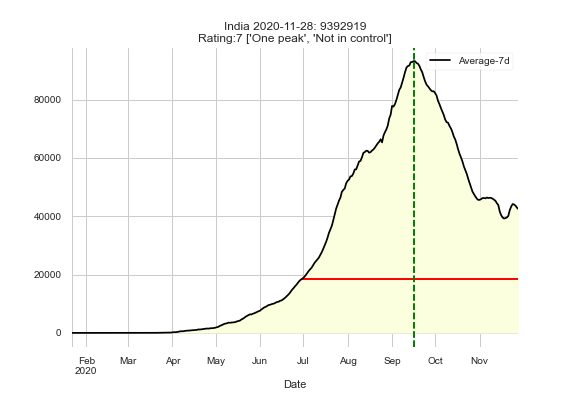 India 2020-11-28: 9392919
Rating:7 ['One peak', 'Not in control']
Average-7d
80000
60000
40000
20000
0
Feb Mar Apr May Jun Jul Aug Sep Oct Nov
2020
Date